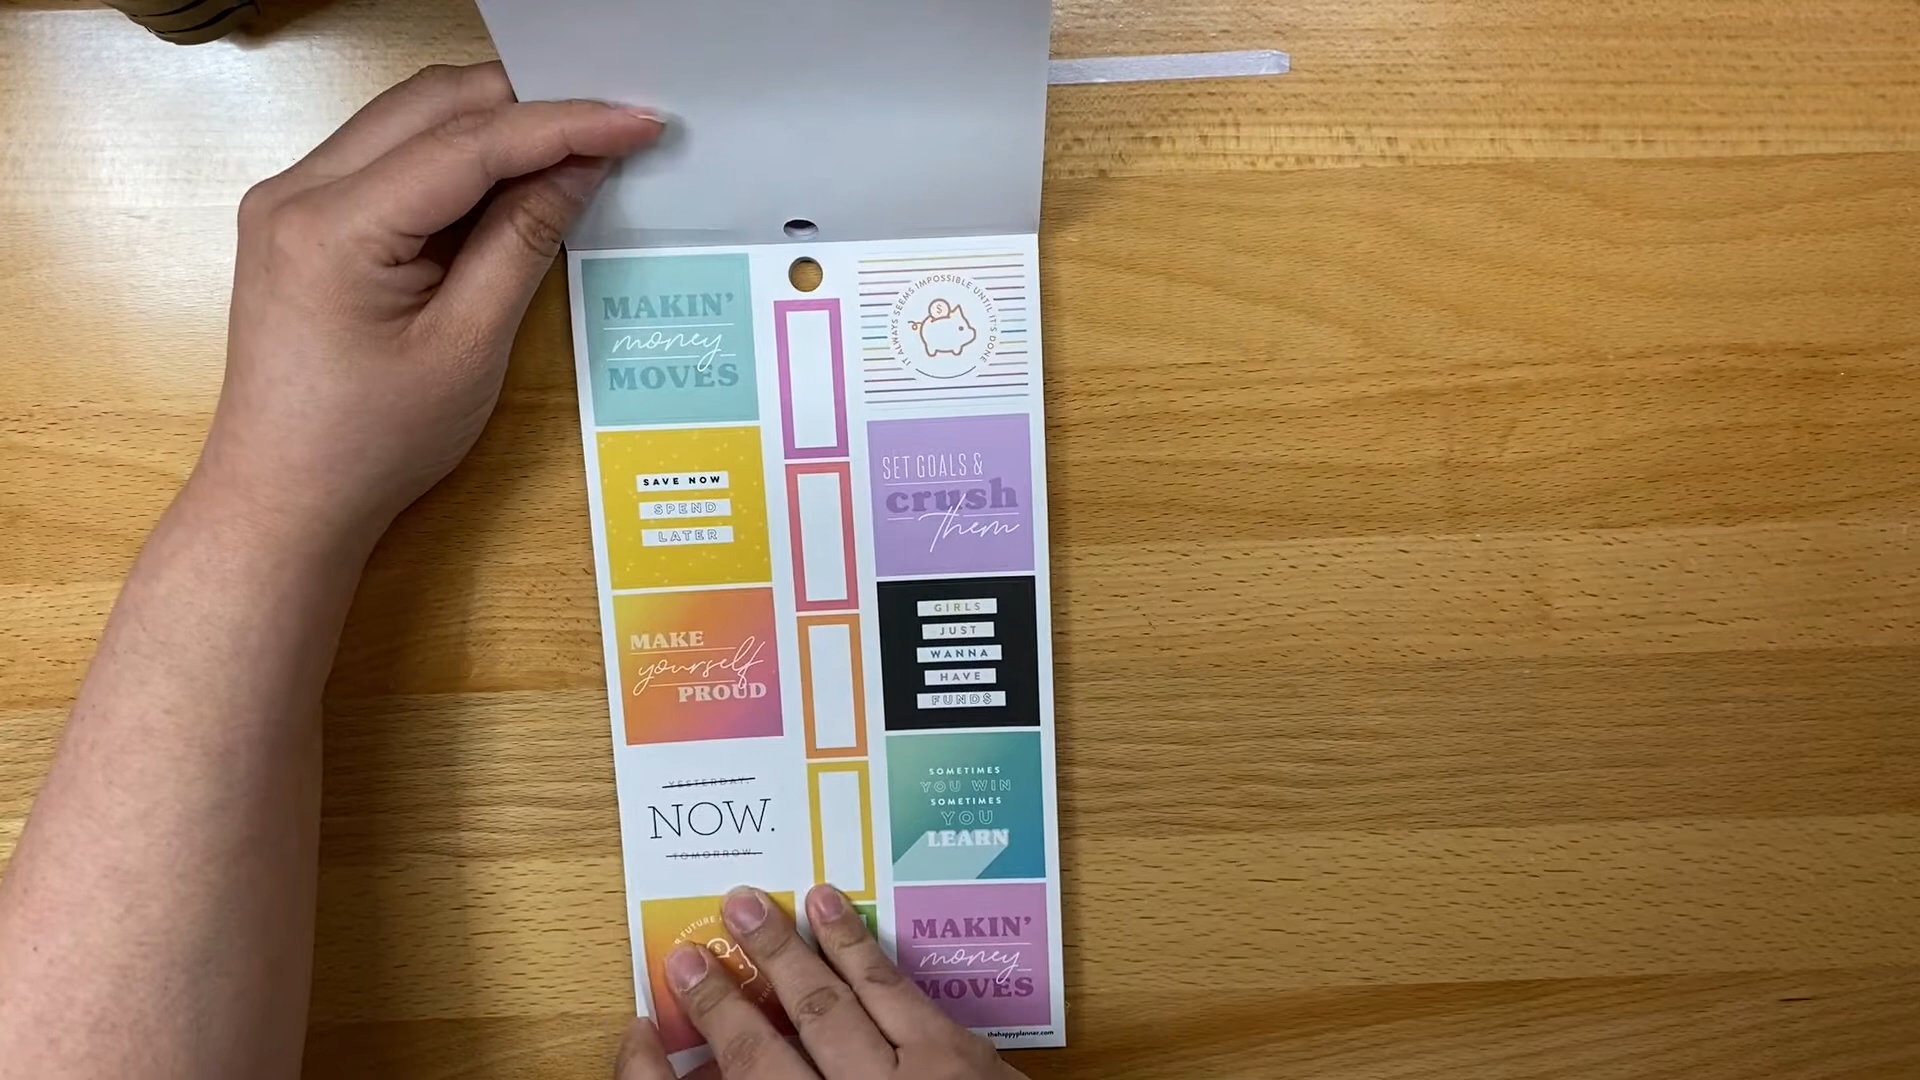 MAKIN'
money
MOVES
IT ALWAYS SEEMS IMPOSSIBLE UNTIL IT'S DONE
$
SAVE NOW
SPEND
LATER
SET GOALS &
crush
Them
MAKE
yourself
PROUD
GIRLS
JUST
WANNA
HAVE
FUNDS
YESTERDAY.
NOW.
TOMORROW.
SOMETIMES
YOU WIN
SOMETIMES
YOU
LEARN
FUTURE
$
MAKIN'
money
MOVES
thehappyplanner.com